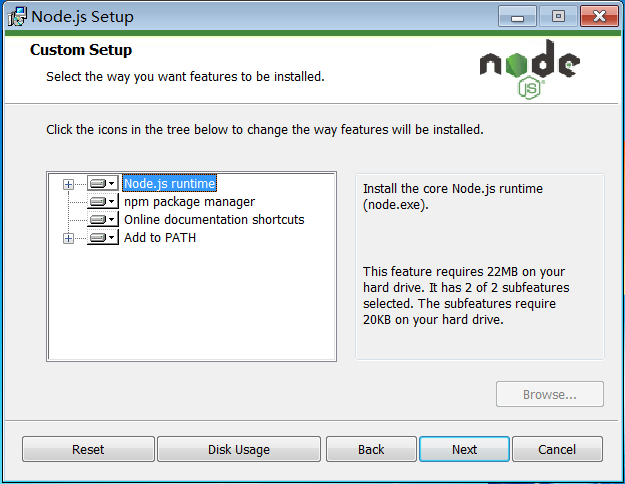 Node.js Setup
Custom Setup
Select the way you want features to be installed.
node
JS
Click the icons in the tree below to change the way features will be installed.
Node.js runtime
npm package manager
Online documentation shortcuts
Add to PATH
Install the core Node.js runtime
(node.exe).
This feature requires 22MB on your
hard drive. It has 2 of 2 subfeatures
selected. The subfeatures require
20KB on your hard drive.
Browse...
Reset
Disk Usage
Back
Next
Cancel